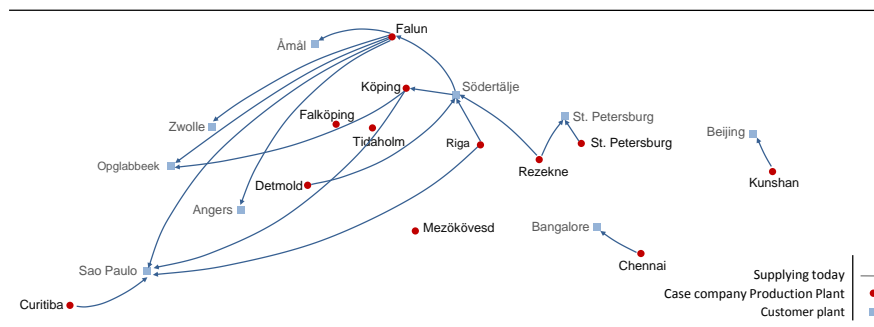 Falun
Åmål
Köping
Södertälje
Zwolle
Falköping
St. Petersburg
Tidaholm
Riga
St. Petersburg
Beijing
Opglabbeek
Rezekne
Kunshan
Detmold
Angers
Mezökövesd
Bangalore
Chennai
Sao Paulo
Supplying today
Case company Production Plant
Curitiba
Customer plant